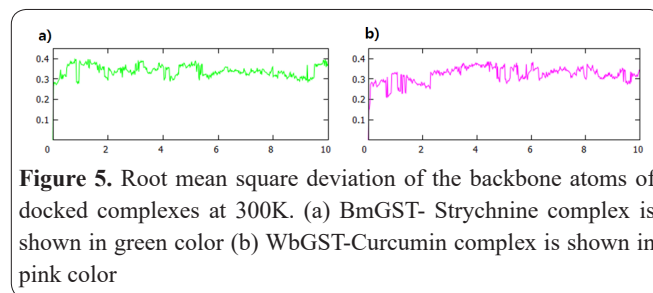 a)
b)
0.4
0.3
0.2
0.1
0 2 4 6 8 10
0.4
0.3
0.2
0.1
0 2 4 6 8 10
Figure 5. Root mean square deviation of the backbone atoms of
docked complexes at 300K. (a) BmGST- Strychnine complex is
shown in green color (b) WbGST-Curcumin complex is shown in
pink color